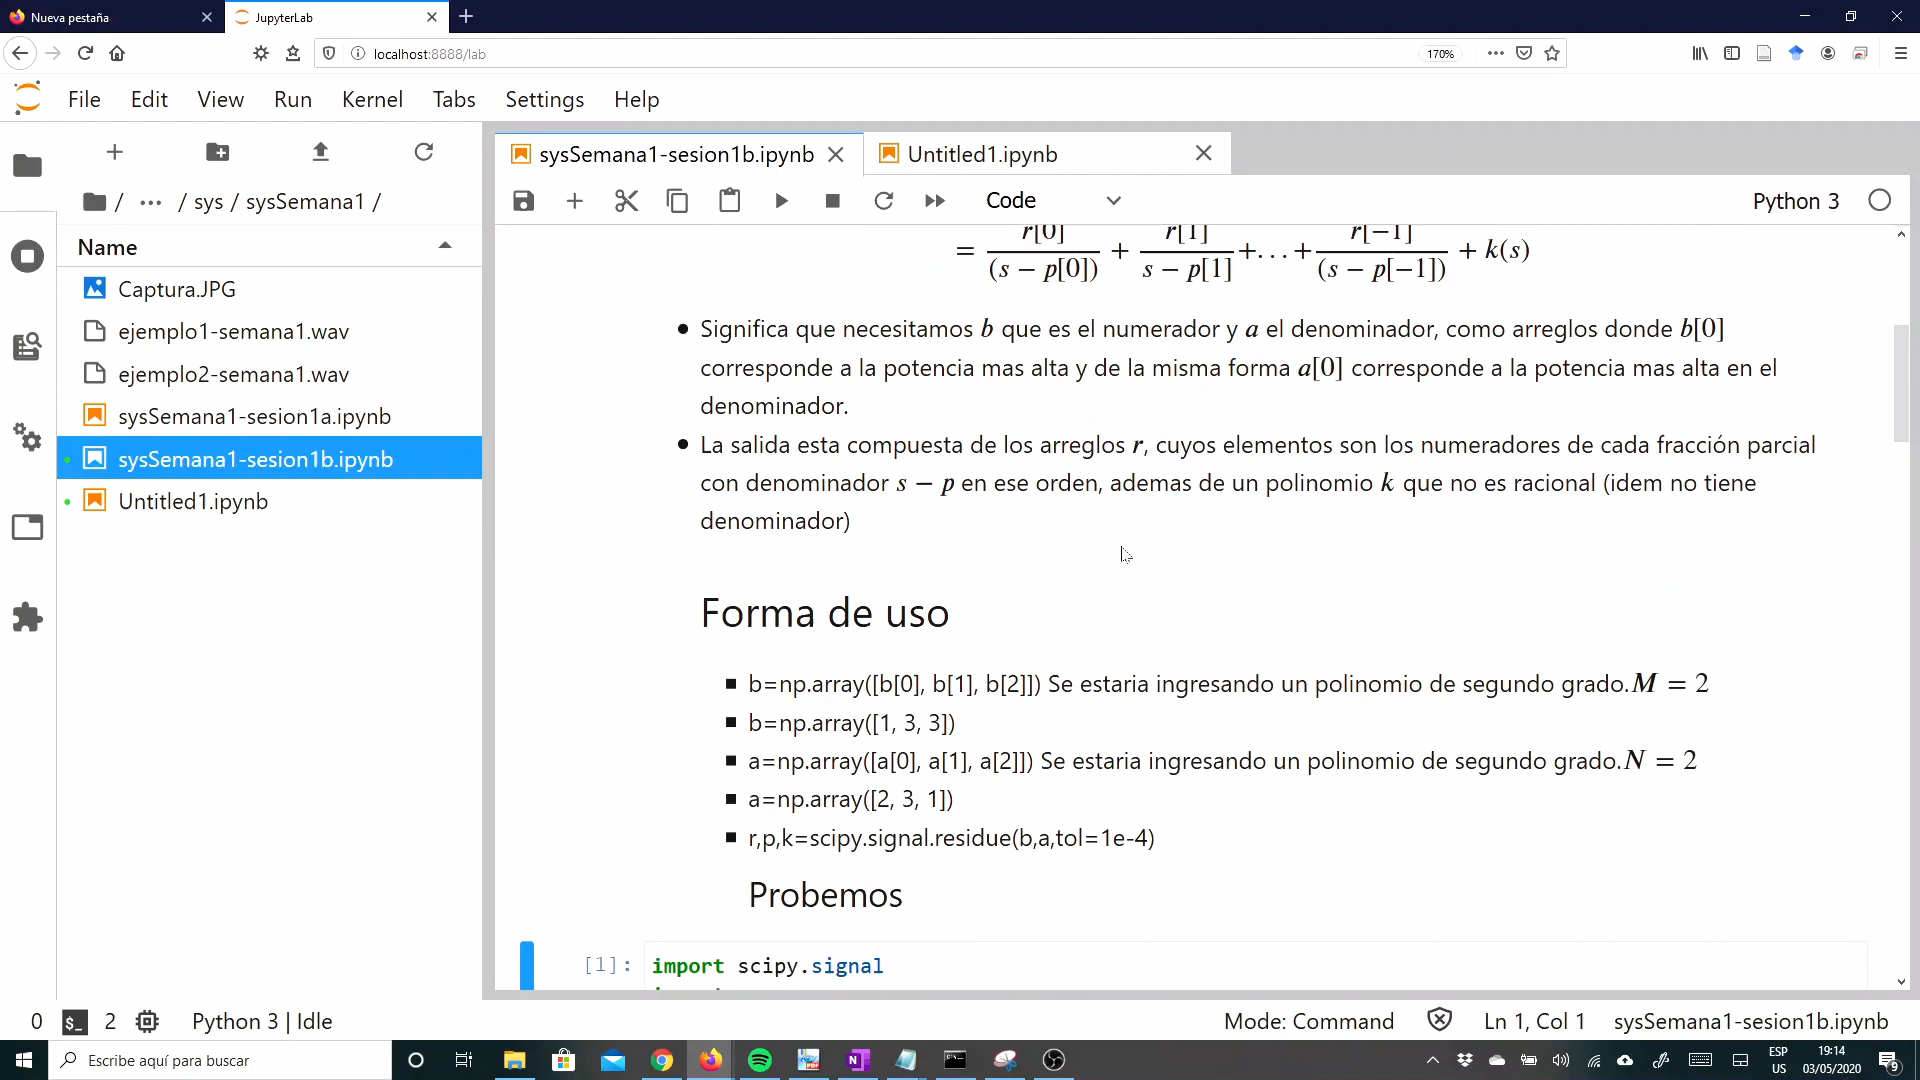 Nueva pestaña
JupyterLab
localhost:8888/lab
170%
File Edit View Run Kernel Tabs Settings Help
/ ··· / sys / sysSemana1 /
Name
Captura.JPG
ejemplo1-semana1.wav
ejemplo2-semana1.wav
sysSemana1-sesion1a.ipynb
sysSemana1-sesion1b.ipynb
Untitled1.ipynb
sysSemana1-sesion1b.ipynb
Untitled1.ipynb
Code
Python 3
= r[0]/(s − p[0]) + r[1]/s − p[1] +...+ r[−1]/(s − p[−1]) + k(s)
• Significa que necesitamos b que es el numerador y a el denominador, como arreglos donde b[0]
corresponde a la potencia mas alta y de la misma forma a[0] corresponde a la potencia mas alta en el
denominador.
• La salida esta compuesta de los arreglos r, cuyos elementos son los numeradores de cada fracción parcial
con denominador s − p en ese orden, ademas de un polinomio k que no es racional (idem no tiene
denominador)
Forma de uso
▪ b=np.array([b[0], b[1], b[2]]) Se estaria ingresando un polinomio de segundo grado.M = 2
▪ b=np.array([1, 3, 3])
▪ a=np.array([a[0], a[1], a[2]]) Se estaria ingresando un polinomio de segundo grado.N = 2
▪ a=np.array([2, 3, 1])
▪ r,p,k=scipy.signal.residue(b,a,tol=1e-4)
Probemos
[1]: import scipy.signal
0 $_ 2 Python 3 | Idle
Mode: Command Ln 1, Col 1 sysSemana1-sesion1b.ipynb
Escribe aquí para buscar
ESP
US
19:14
03/05/2020
9